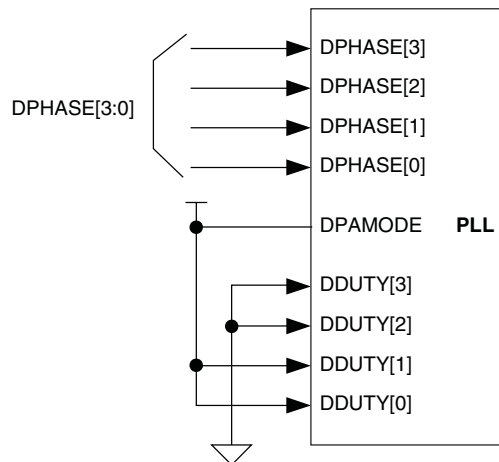 DPHASE[3]
DPHASE[2]
DPHASE[3:0]
DPHASE[1]
DPHASE[0]
DPAMODE PLL
DDUTY[3]
DDUTY[2]
DDUTY[1]
DDUTY[0]